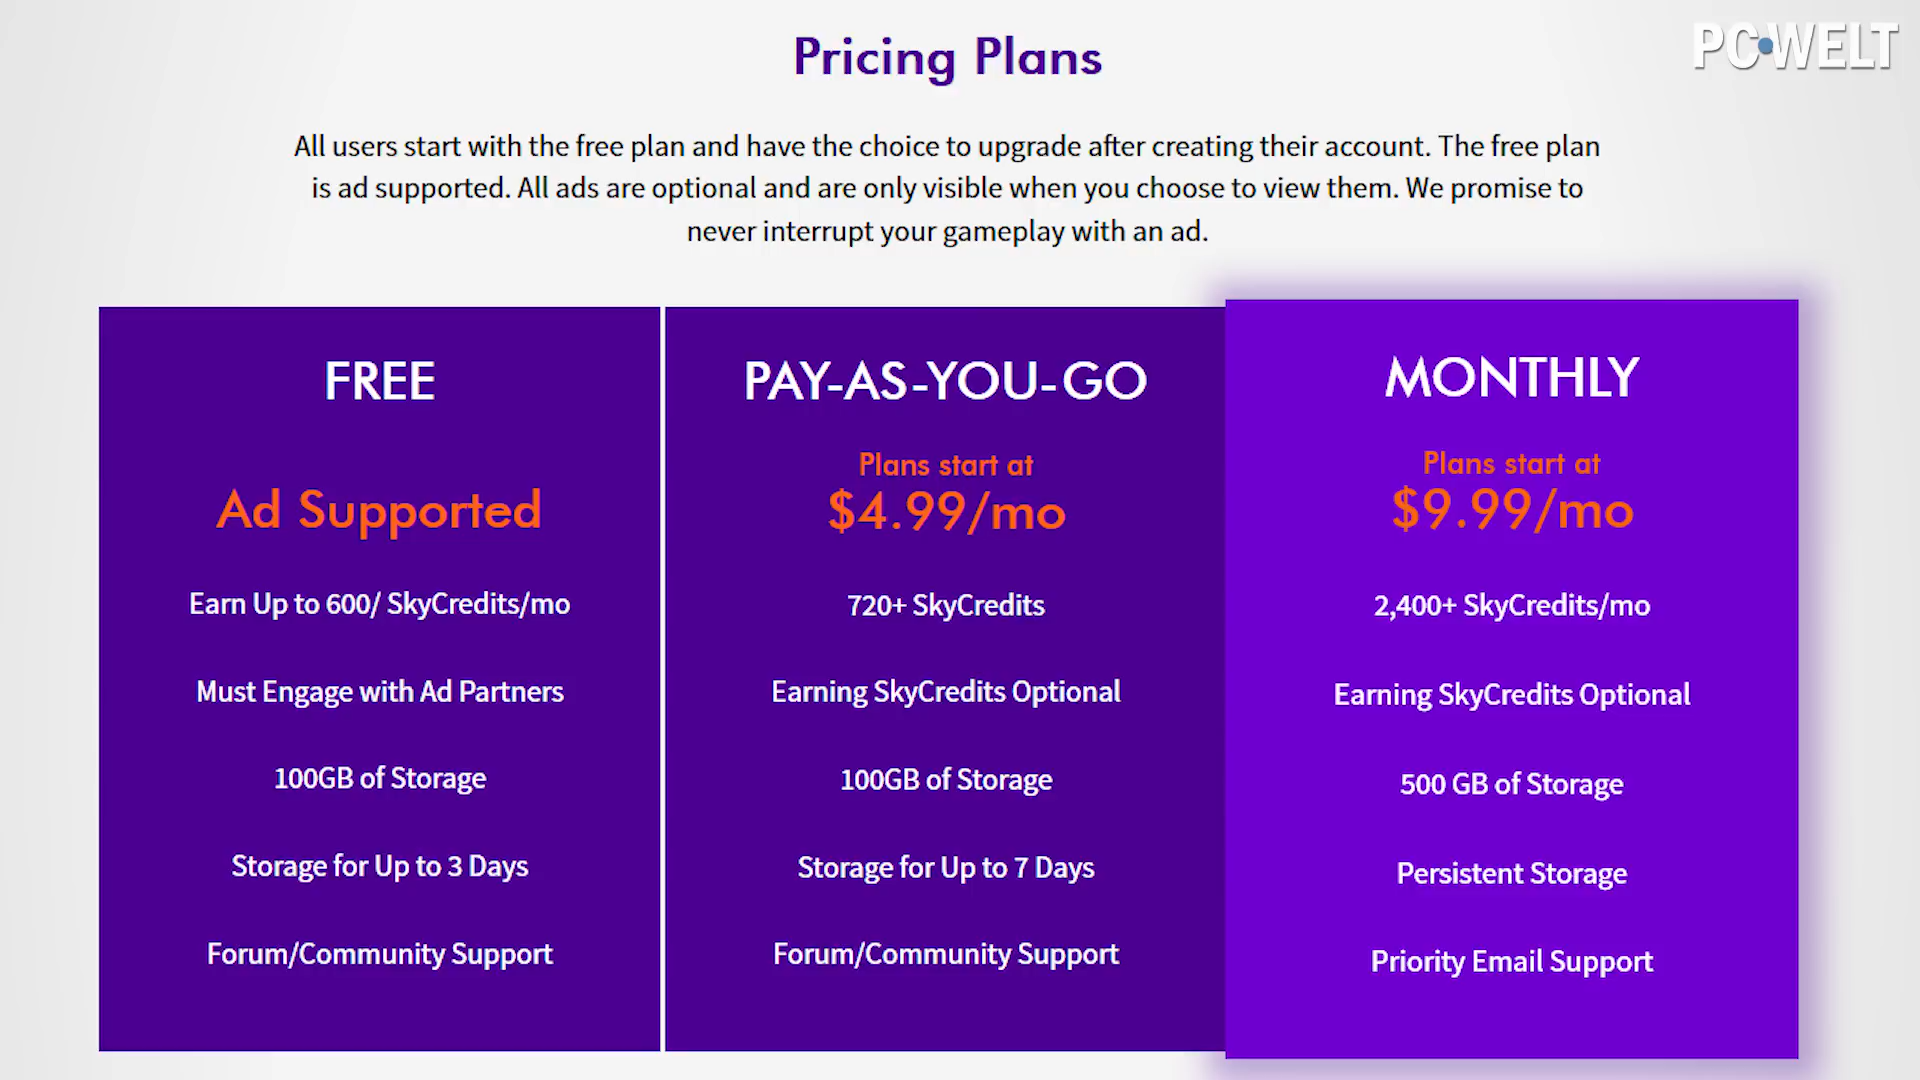 PC WELT
Pricing Plans
All users start with the free plan and have the choice to upgrade after creating their account. The free plan
is ad supported. All ads are optional and are only visible when you choose to view them. We promise to
never interrupt your gameplay with an ad.
FREE
Ad Supported
Earn Up to 600/ SkyCredits/mo
Must Engage with Ad Partners
100GB of Storage
Storage for Up to 3 Days
Forum/Community Support
PAY-AS-YOU-GO
Plans start at
$4.99/mo
720+ SkyCredits
Earning SkyCredits Optional
100GB of Storage
Storage for Up to 7 Days
Forum/Community Support
MONTHLY
Plans start at
$9.99/mo
2,400+ SkyCredits/mo
Earning SkyCredits Optional
500 GB of Storage
Persistent Storage
Priority Email Support